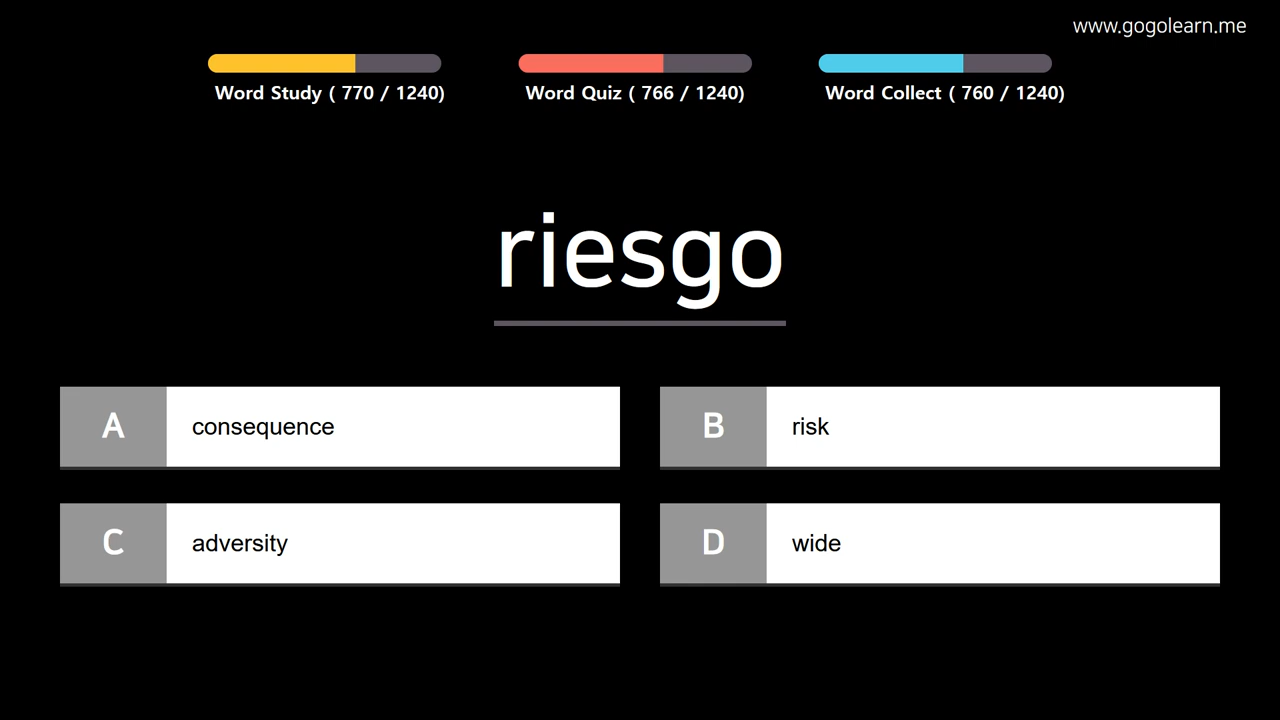 www.gogolearn.me
Word Study ( 770 / 1240)
Word Quiz ( 766 / 1240)
Word Collect ( 760 / 1240)
riesgo
A consequence
B risk
C adversity
D wide